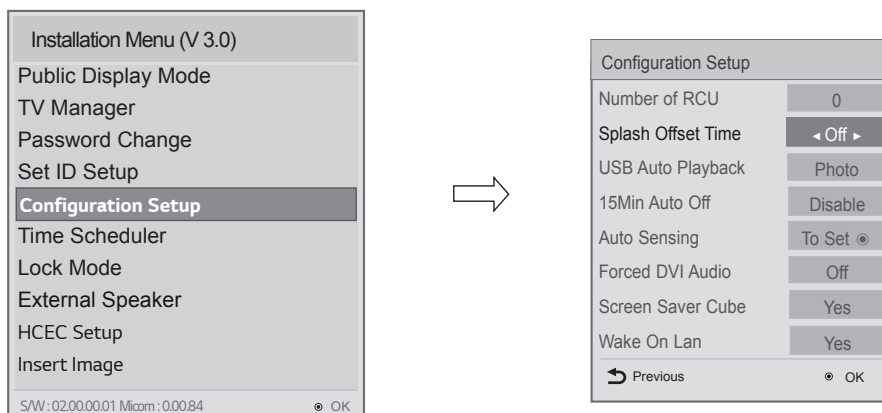 Installation Menu (V 3.0)
Public Display Mode
TV Manager
Password Change
Set ID Setup
Configuration Setup
Time Scheduler
Lock Mode
External Speaker
HCEC Setup
Insert Image
S/W : 02.00.00.01 Micom : 0.00.84 ◉ OK
Configuration Setup
Number of RCU 0
Splash Offset Time ◄ Off ►
USB Auto Playback Photo
15Min Auto Off Disable
Auto Sensing To Set ◉
Forced DVI Audio Off
Screen Saver Cube Yes
Wake On Lan Yes
Previous ◉ OK